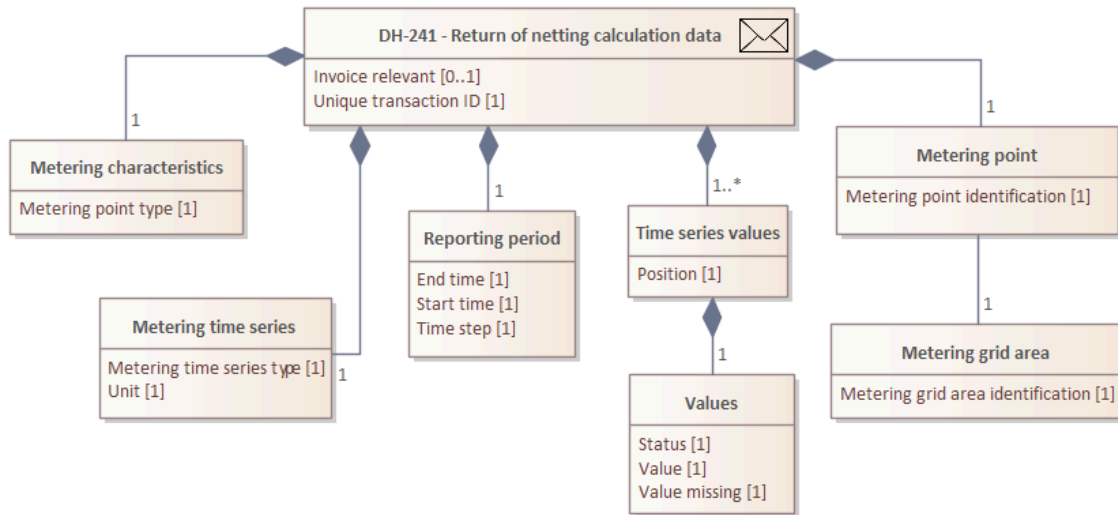 DH-241 - Return of netting calculation data
Invoice relevant [0..1]
Unique transaction ID [1]
1
1
1
1..*
1
Metering characteristics
Metering point type [1]
Reporting period
End time [1]
Start time [1]
Time step [1]
Time series values
Position [1]
Metering point
Metering point identification [1]
Metering time series
Metering time series type [1]
Unit [1]
1
1
Values
Status [1]
Value [1]
Value missing [1]
Metering grid area
Metering grid area identification [1]